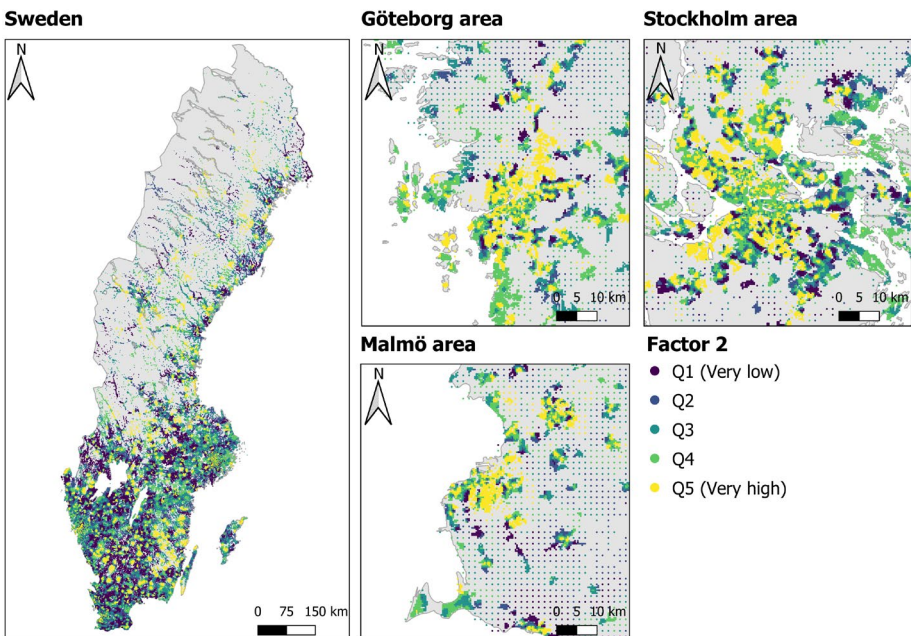 Sweden
Göteborg area
Stockholm area
N
N
N
0 5 10 km
0 5 10 km
Malmö area
Factor 2
N
Q1 (Very low)
Q2
Q3
Q4
Q5 (Very high)
0 75 150 km
0 5 10 km